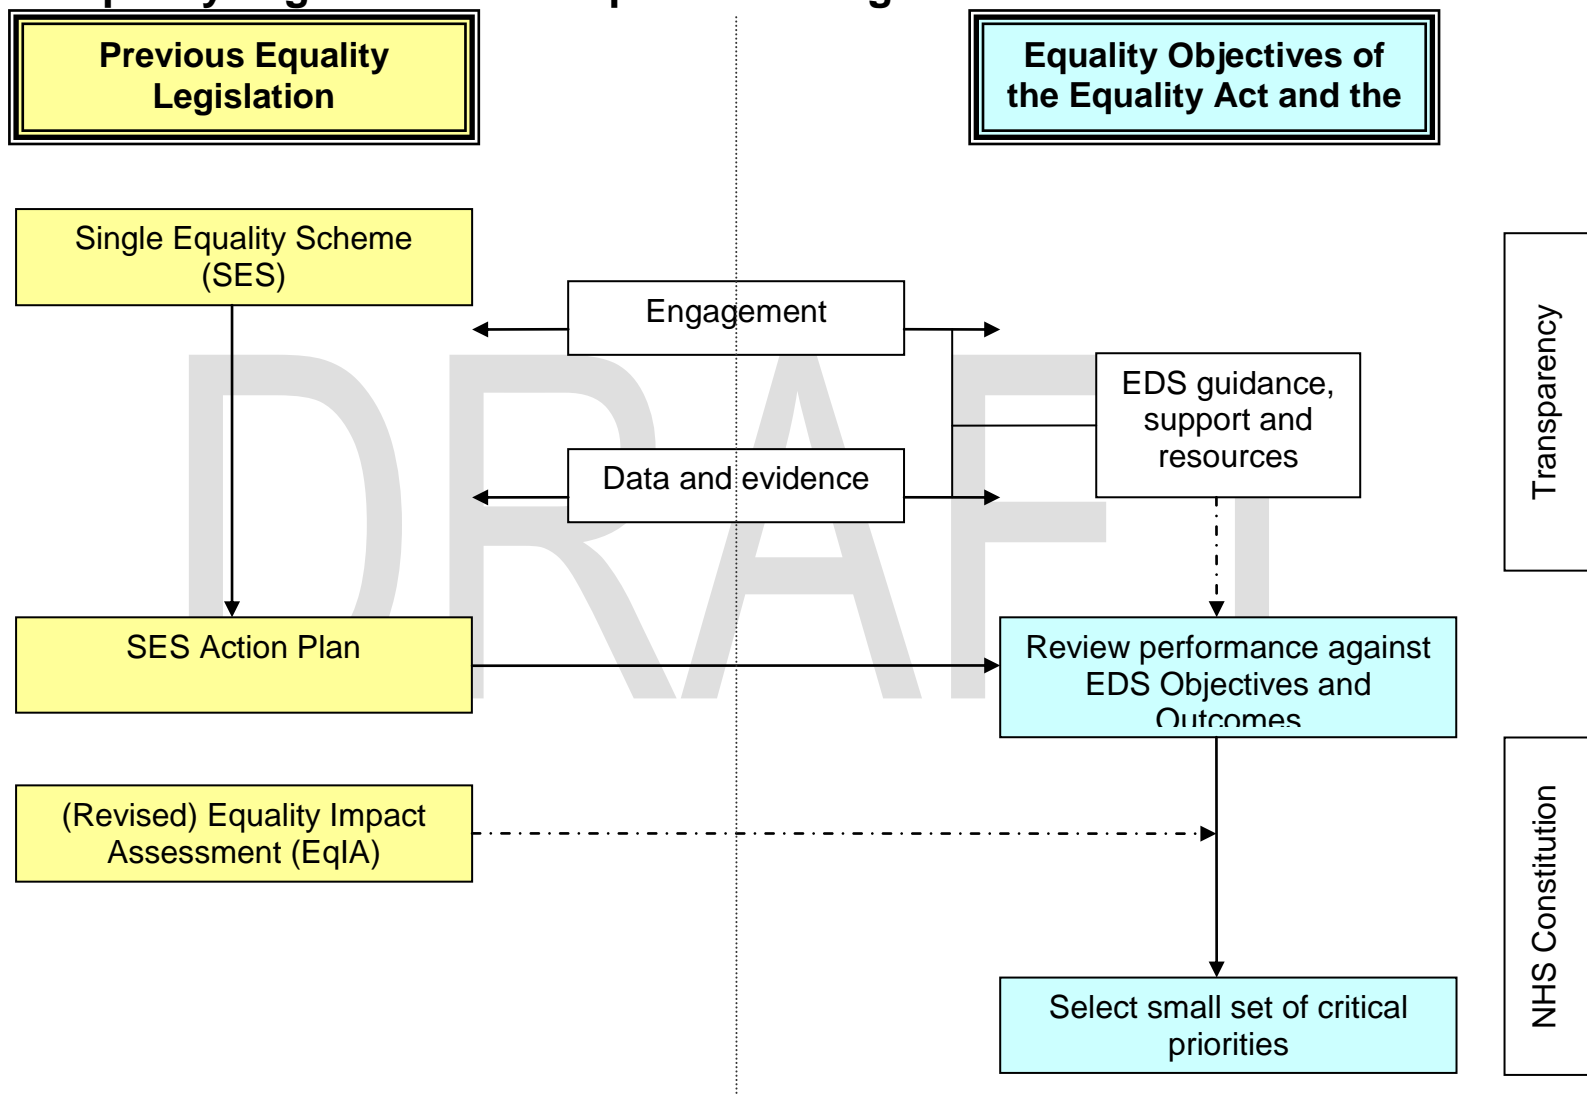 Previous Equality
Legislation
Equality Objectives of
the Equality Act and the
Single Equality Scheme
(SES)
Engagement
EDS guidance,
support and
resources
Data and evidence
Transparency
DRAFT
SES Action Plan
Review performance against
EDS Objectives and
Outcomes
(Revised) Equality Impact
Assessment (EqIA)
NHS Constitution
Select small set of critical
priorities